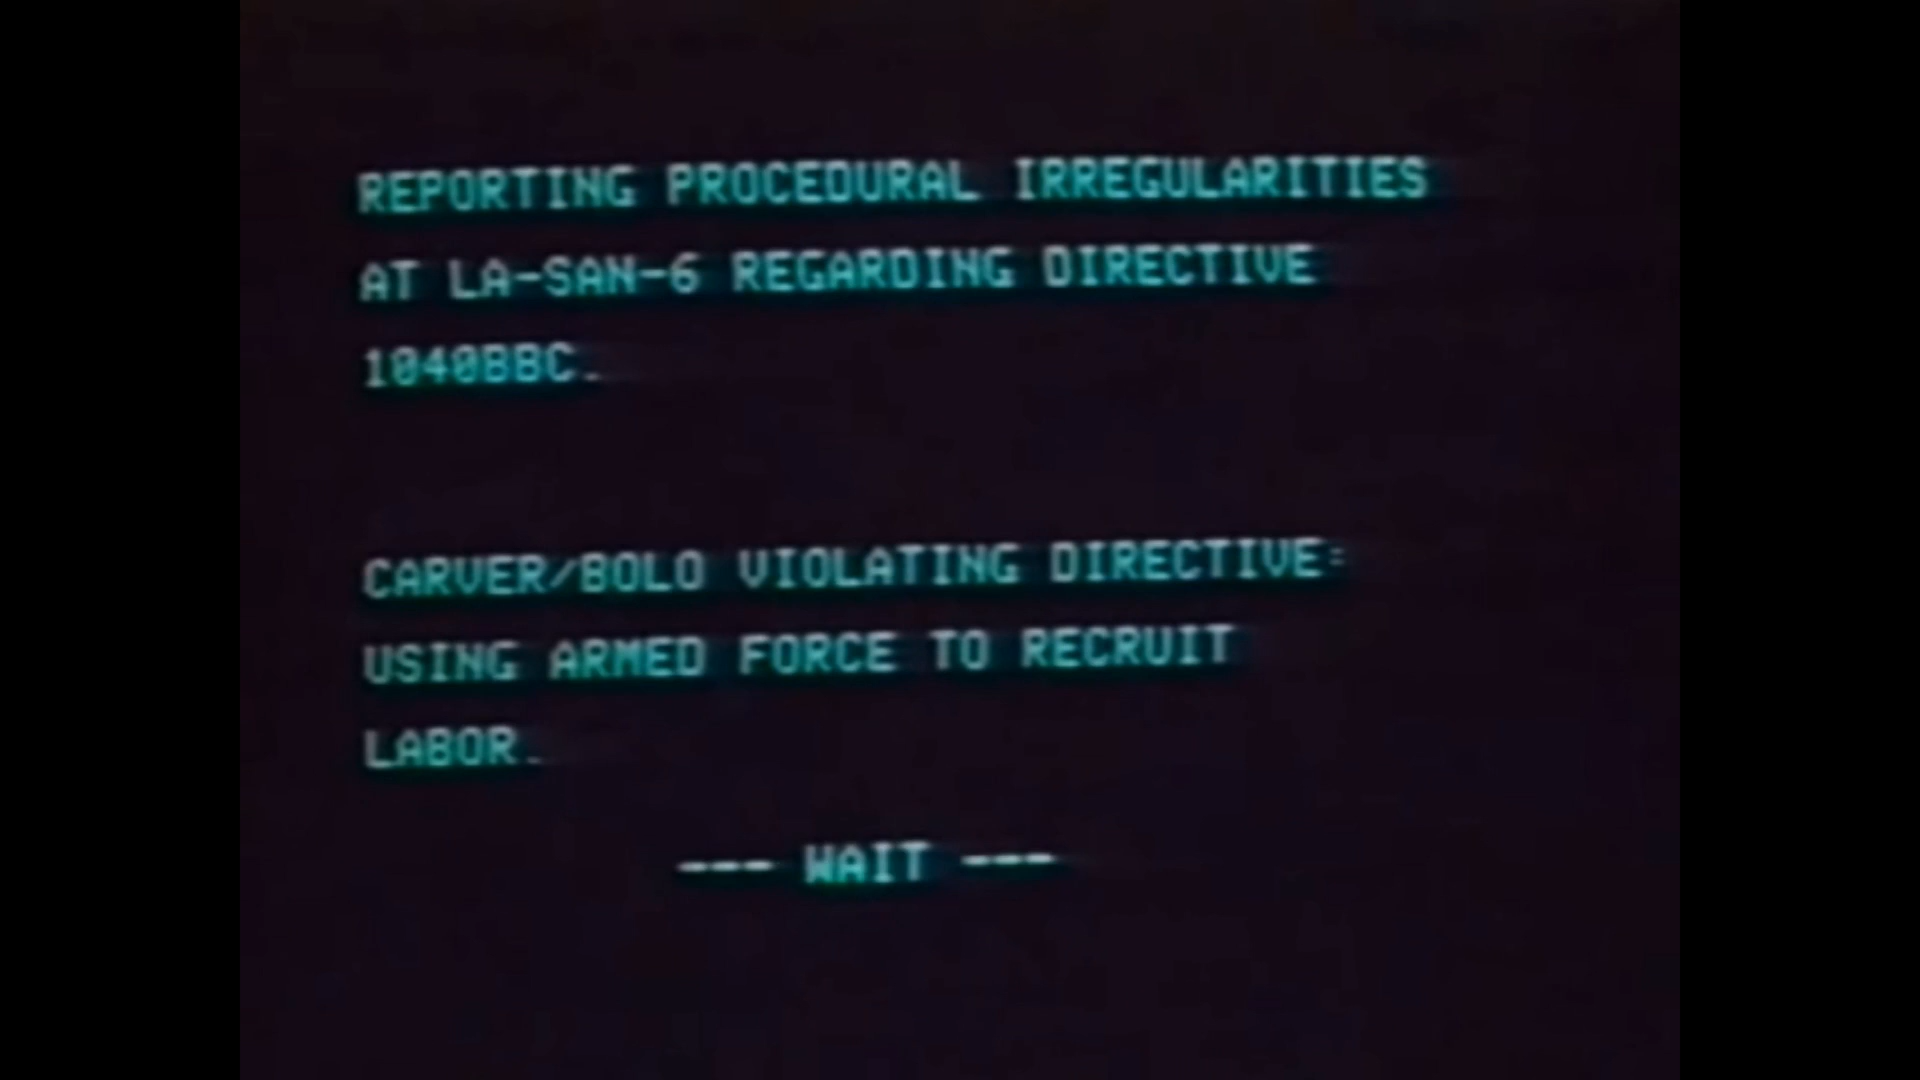 REPORTING PROCEDURAL IRREGULARITIES
AT LA-SAN-6 REGARDING DIRECTIVE
1040BBC.
CARVER/BOLO VIOLATING DIRECTIVE:
USING ARMED FORCE TO RECRUIT
LABOR.
--- WAIT ---